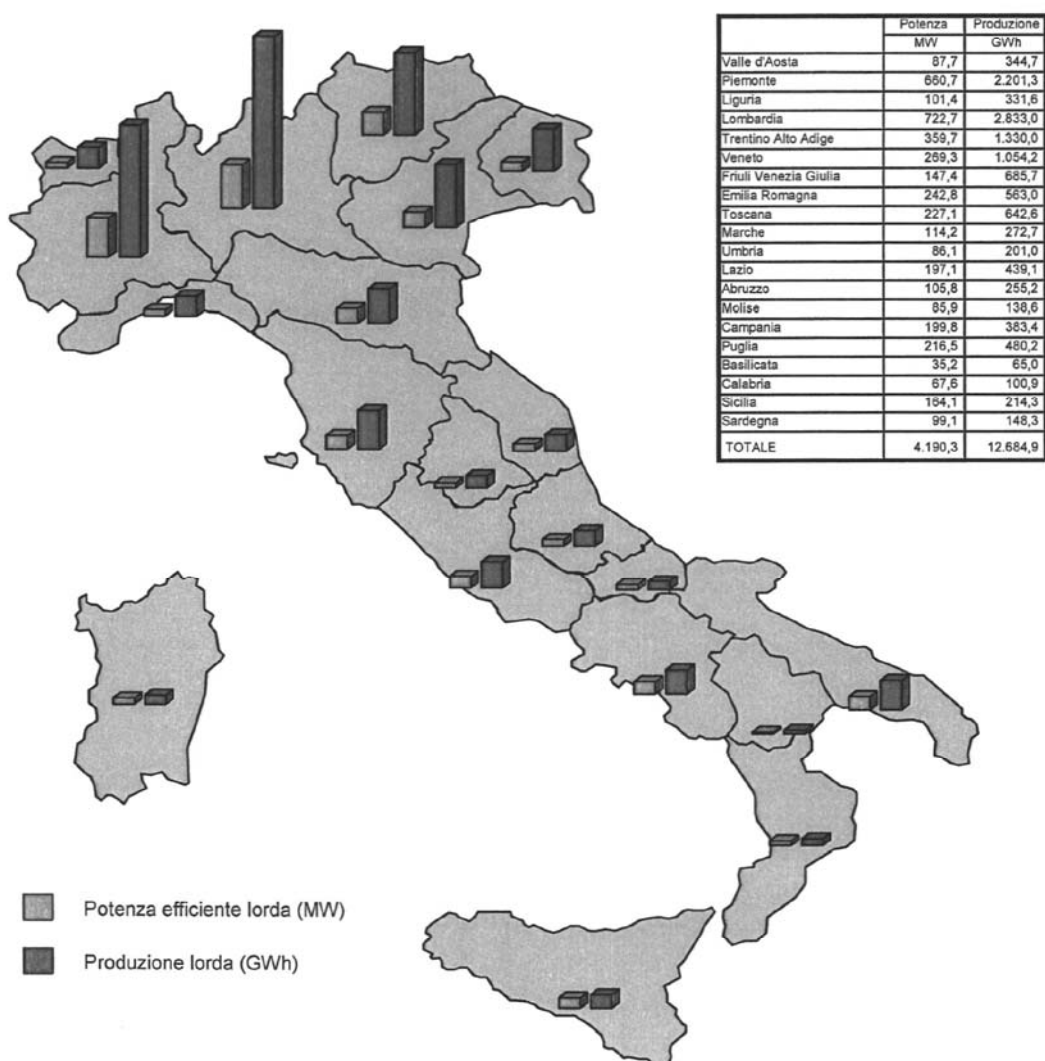 Potenza Produzione
MW GWh
Valle d'Aosta 87,7 344,7
Piemonte 660,7 2.201,3
Liguria 101,4 331,6
Lombardia 722,7 2.833,0
Trentino Alto Adige 359,7 1.330,0
Veneto 269,3 1.054,2
Friuli Venezia Giulia 147,4 685,7
Emilia Romagna 242,8 563,0
Toscana 227,1 642,6
Marche 114,2 272,7
Umbria 86,1 201,0
Lazio 197,1 439,1
Abruzzo 105,8 255,2
Molise 85,9 138,6
Campania 199,8 383,4
Puglia 216,5 480,2
Basilicata 35,2 65,0
Calabria 67,6 100,9
Sicilia 164,1 214,3
Sardegna 99,1 148,3
TOTALE 4.190,3 12.684,9
Potenza efficiente lorda (MW)
Produzione lorda (GWh)